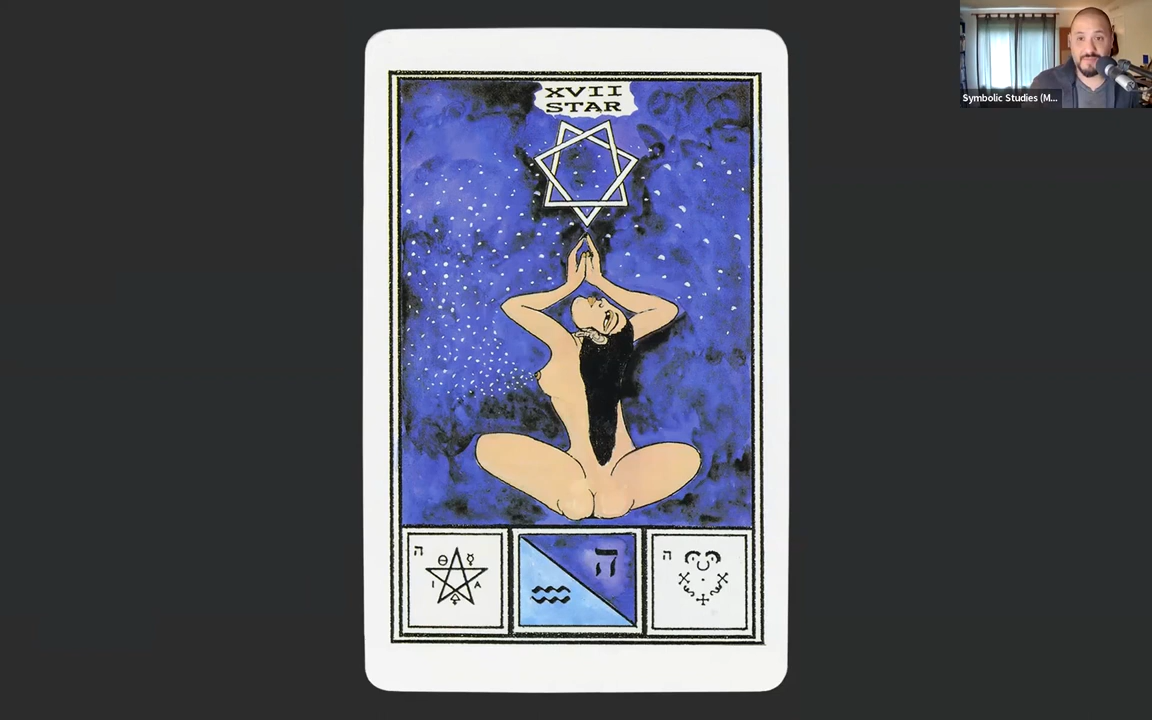 XVII
STAR
Symbolic Studies (M...
ה
I A
ה
ה